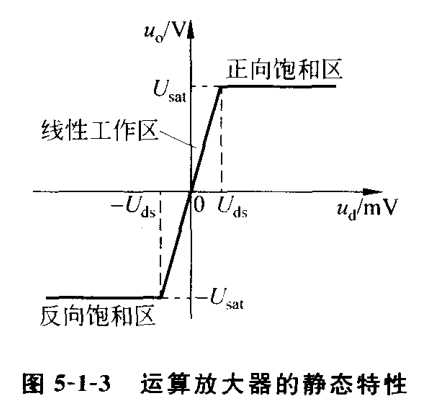 u₀/V
正向饱和区
U_sat
线性工作区
−U_ds 0 U_ds u_d/mV
−U_sat
反向饱和区
图 5-1-3 运算放大器的静态特性